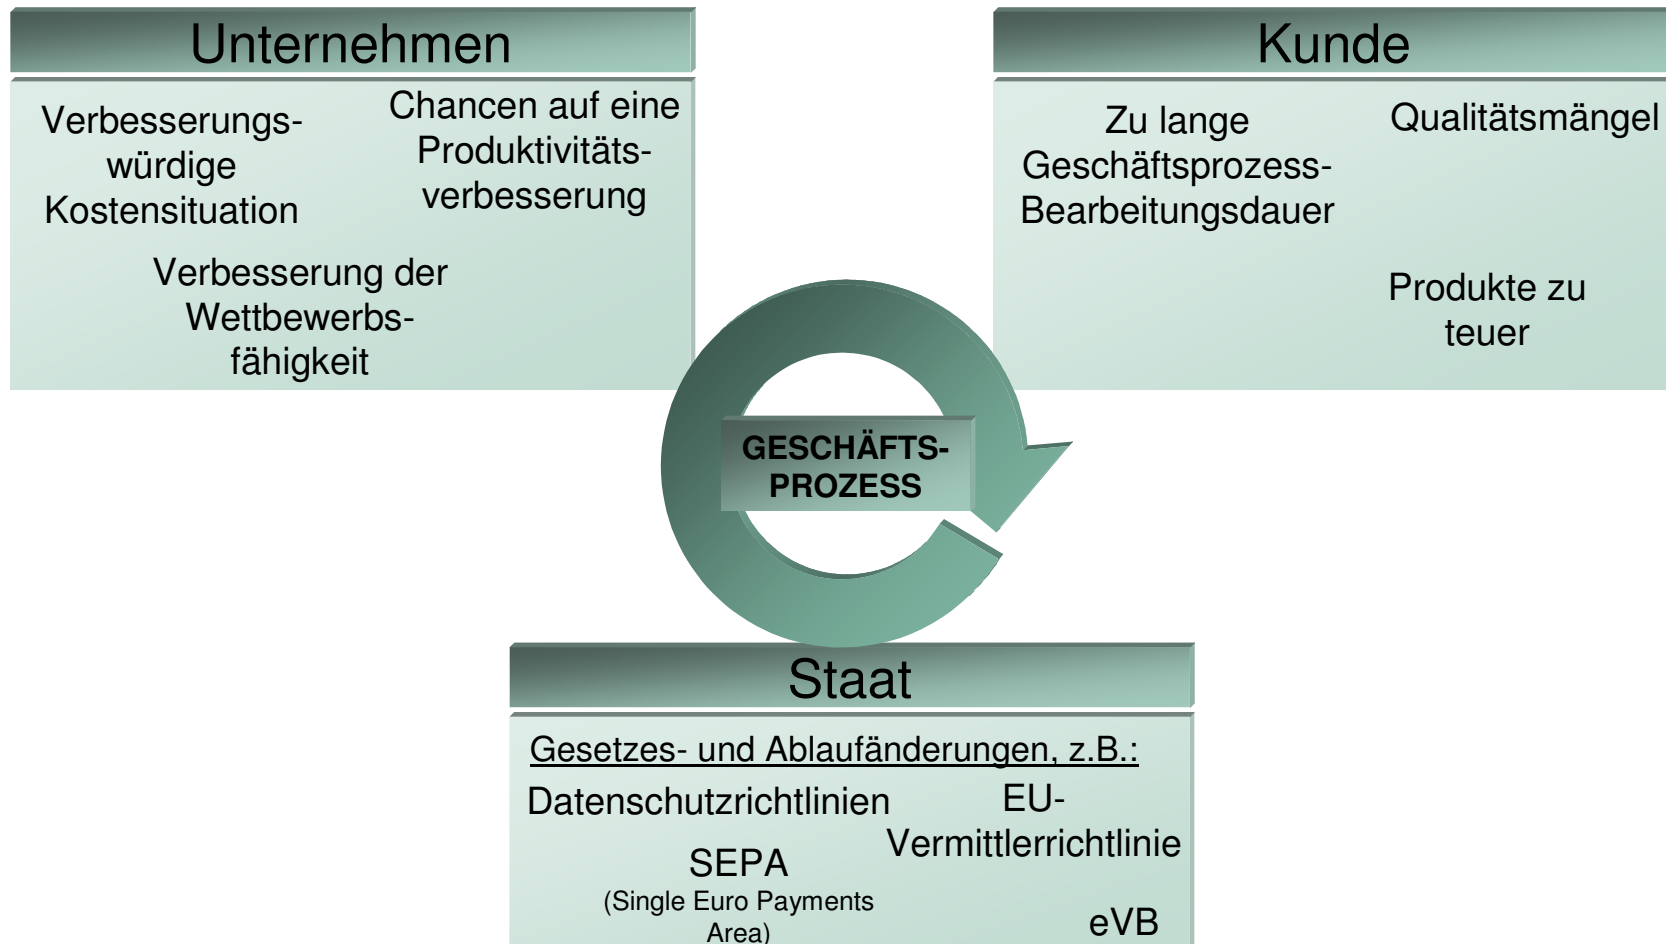 Unternehmen
Verbesserungs-
würdige
Kostensituation
Chancen auf eine
Produktivitäts-
verbesserung
Verbesserung der
Wettbewerbs-
fähigkeit
Kunde
Zu lange
Geschäftsprozess-
Bearbeitungsdauer
Qualitätsmängel
Produkte zu
teuer
GESCHÄFTS-
PROZESS
Staat
Gesetzes- und Ablaufänderungen, z.B.:
Datenschutzrichtlinien
EU-
Vermittlerrichtlinie
SEPA
(Single Euro Payments
Area)
eVB